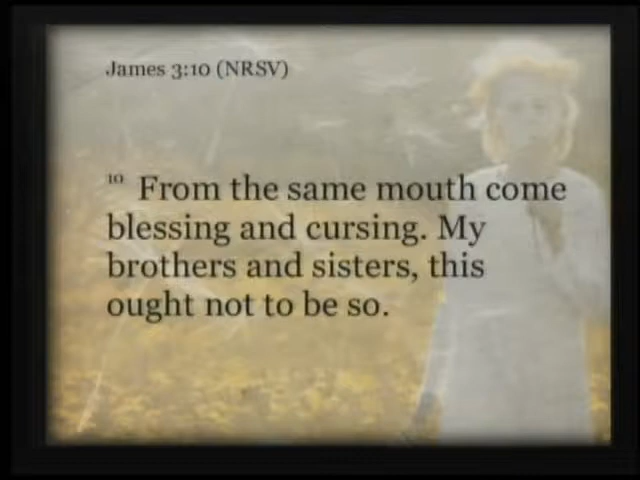 James 3:10 (NRSV)
10 From the same mouth come
blessing and cursing. My
brothers and sisters, this
ought not to be so.